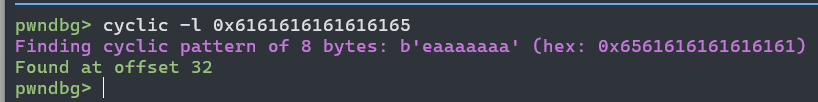 pwndbg> cyclic -l 0x6161616161616165
Finding cyclic pattern of 8 bytes: b'eaaaaaaa' (hex: 0x6561616161616161)
Found at offset 32
pwndbg>